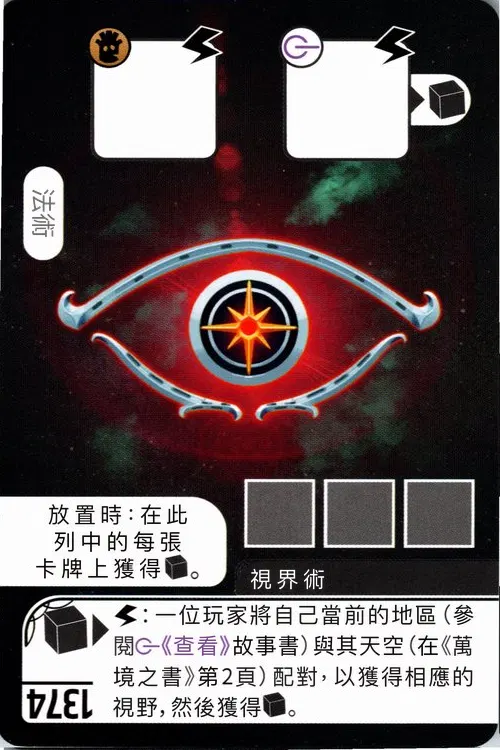 法術
放置時：在此
列中的每張
卡牌上獲得。
視界術
：一位玩家將自己當前的地區（參
閱《查看》故事書）與其天空（在《萬
境之書》第2頁）配對，以獲得相應的
視野，然後獲得。
1374